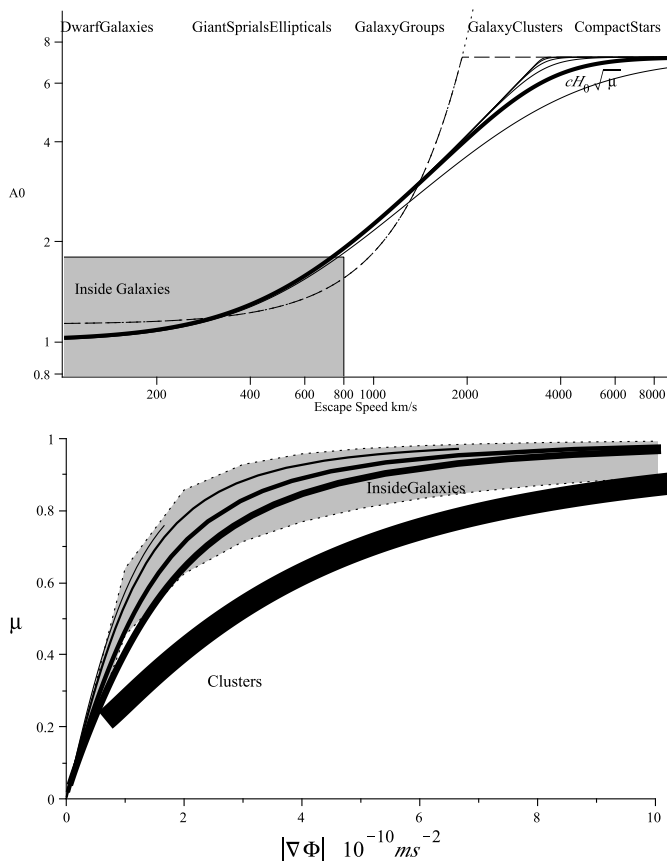 DwarfGalaxies GiantSprialsEllipticals GalaxyGroups GalaxyClusters CompactStars
8
6
cH₀√μ
4
A0
2
Inside Galaxies
1
0.8
200 400 600 800 1000 2000 4000 6000 8000
Escape Speed km/s
1
InsideGalaxies
0.8
0.6
μ
0.4
Clusters
0.2
0
0 2 4 6 8 10
|∇Φ| 10⁻¹⁰ ms⁻²